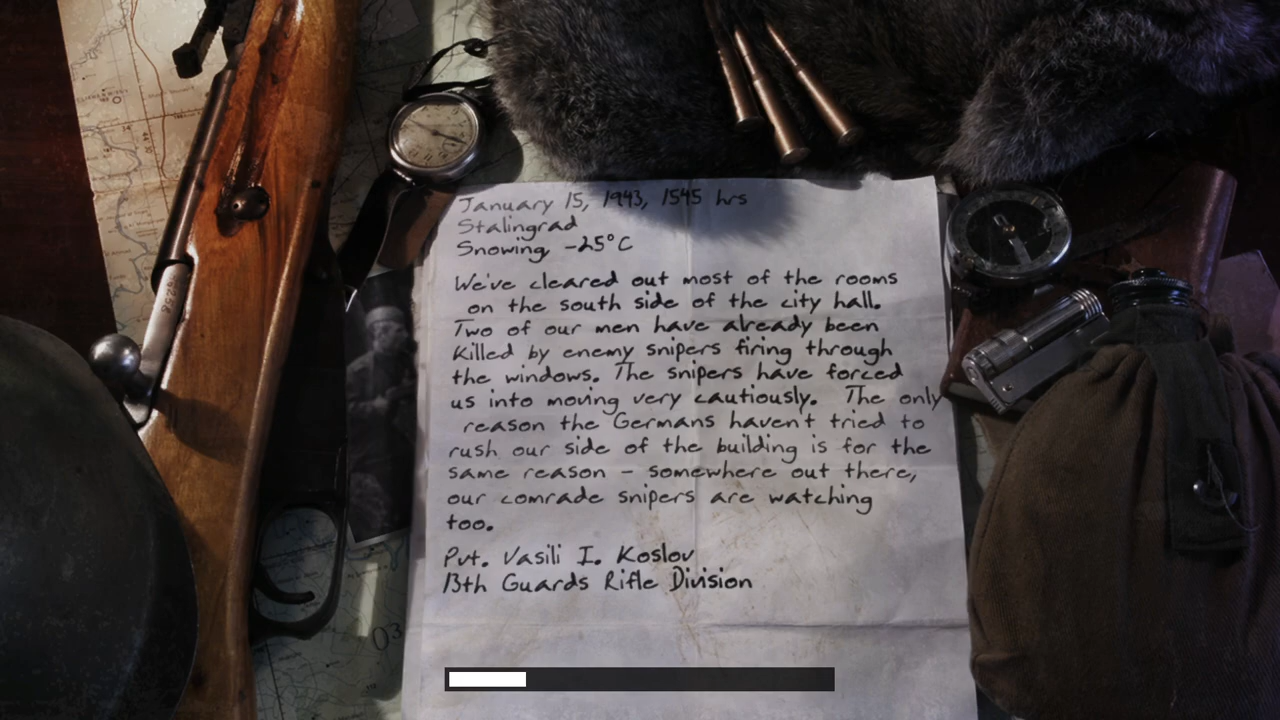 January 15, 1943, 1545 hrs
Stalingrad
Snowing -25°C
We've cleared out most of the rooms
on the south side of the city hall.
Two of our men have already been
killed by enemy snipers firing through
the windows. The snipers have forced
us into moving very cautiously. The only
reason the Germans haven't tried to
rush our side of the building is for the
same reason - somewhere out there,
our comrade snipers are watching
too.
Pvt. Vasili I. Koslov
13th Guards Rifle Division